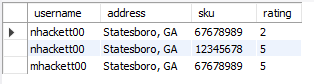 username address sku rating
nhackett00 Statesboro, GA 67678989 2
nhackett00 Statesboro, GA 12345678 5
mhackett00 Statesboro, GA 67678989 5